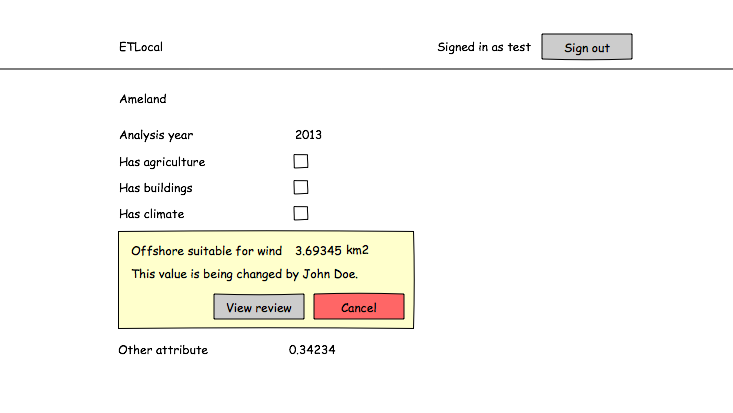 ETLocal
Signed in as test
Sign out
Ameland
Analysis year 2013
Has agriculture
Has buildings
Has climate
Offshore suitable for wind 3.69345 km2
This value is being changed by John Doe.
View review
Cancel
Other attribute 0.34234